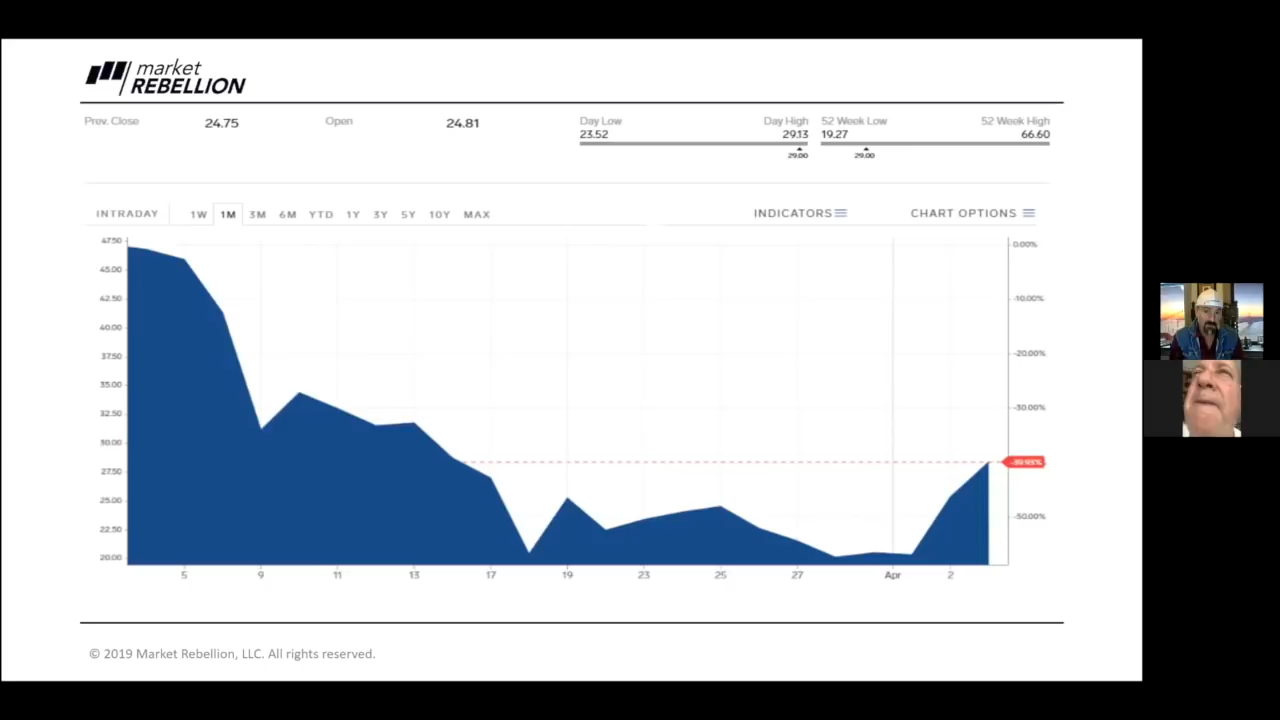 market
REBELLION
Prev. Close 24.75 Open 24.81 Day Low Day High 52 Week Low 52 Week High
23.52 29.13 19.27 66.60
29.00 29.00
INTRADAY 1W 1M 3M 6M YTD 1Y 3Y 5Y 10Y MAX INDICATORS CHART OPTIONS
47.50 0.00%
45.00
42.50 -10.00%
40.00
37.50 -20.00%
35.00
32.50 -30.00%
30.00
27.50 -39.93%
25.00
22.50 -50.00%
20.00
5 9 11 13 17 19 23 25 27 Apr 2
© 2019 Market Rebellion, LLC. All rights reserved.